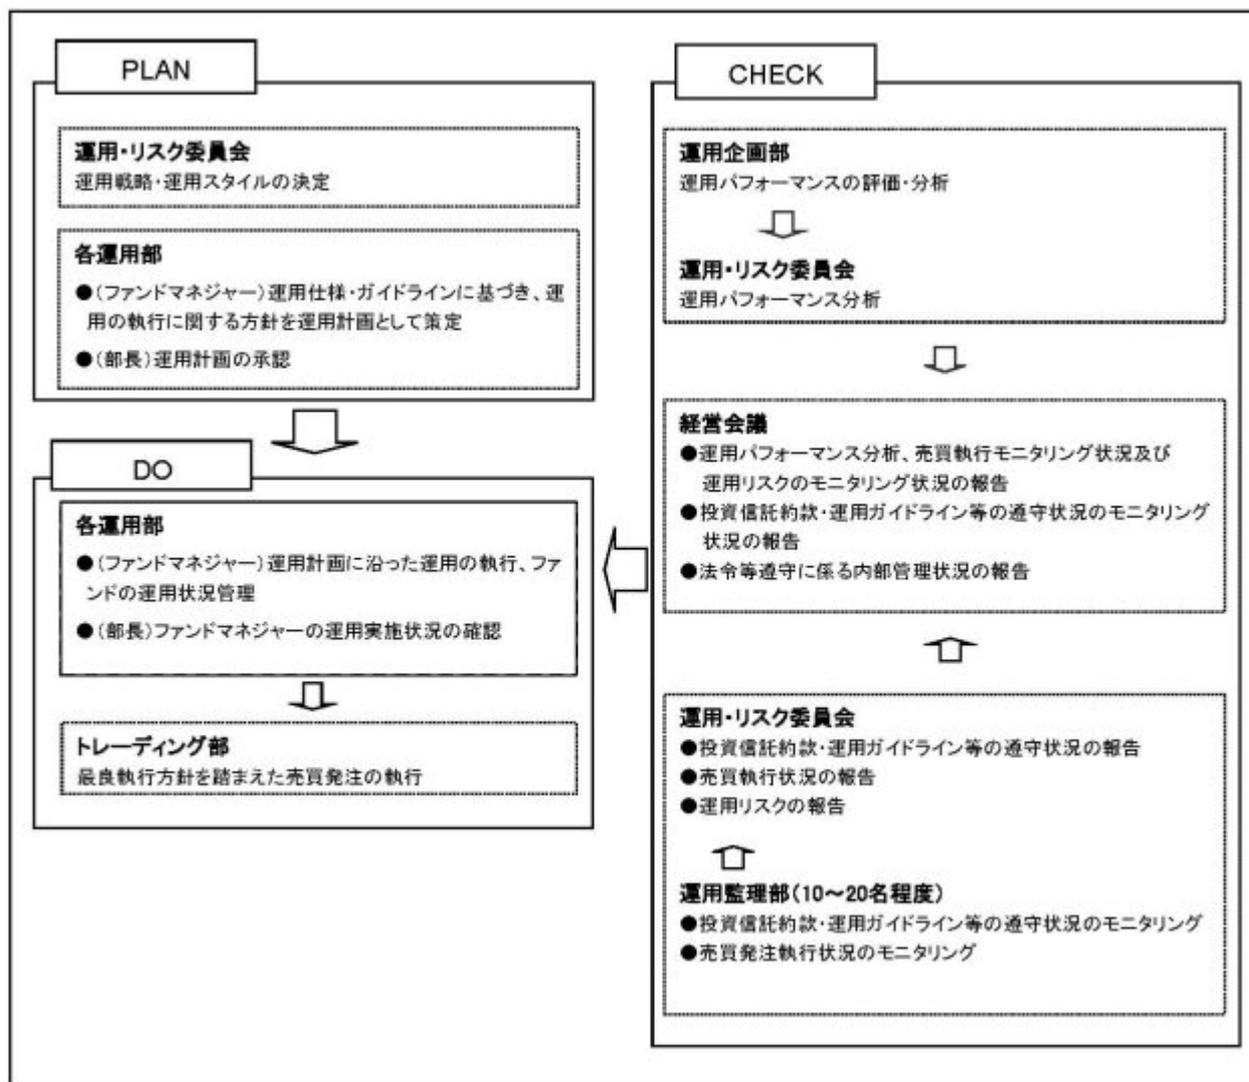 PLAN
運用・リスク委員会
運用戦略・運用スタイルの決定
各運用部
●(ファンドマネジャー)運用仕様・ガイドラインに基づき、運
用の執行に関する方針を運用計画として策定
●(部長)運用計画の承認
DO
各運用部
●(ファンドマネジャー)運用計画に沿った運用の執行、ファ
ンドの運用状況管理
●(部長)ファンドマネジャーの運用実施状況の確認
トレーディング部
最良執行方針を踏まえた売買発注の執行
CHECK
運用企画部
運用パフォーマンスの評価・分析
運用・リスク委員会
運用パフォーマンス分析
経営会議
●運用パフォーマンス分析、売買執行モニタリング状況及び
運用リスクのモニタリング状況の報告
●投資信託約款・運用ガイドライン等の遵守状況のモニタリング
状況の報告
●法令等遵守に係る内部管理状況の報告
運用・リスク委員会
●投資信託約款・運用ガイドライン等の遵守状況の報告
●売買執行状況の報告
●運用リスクの報告
運用監理部(10～20名程度)
●投資信託約款・運用ガイドライン等の遵守状況のモニタリング
●売買発注執行状況のモニタリング